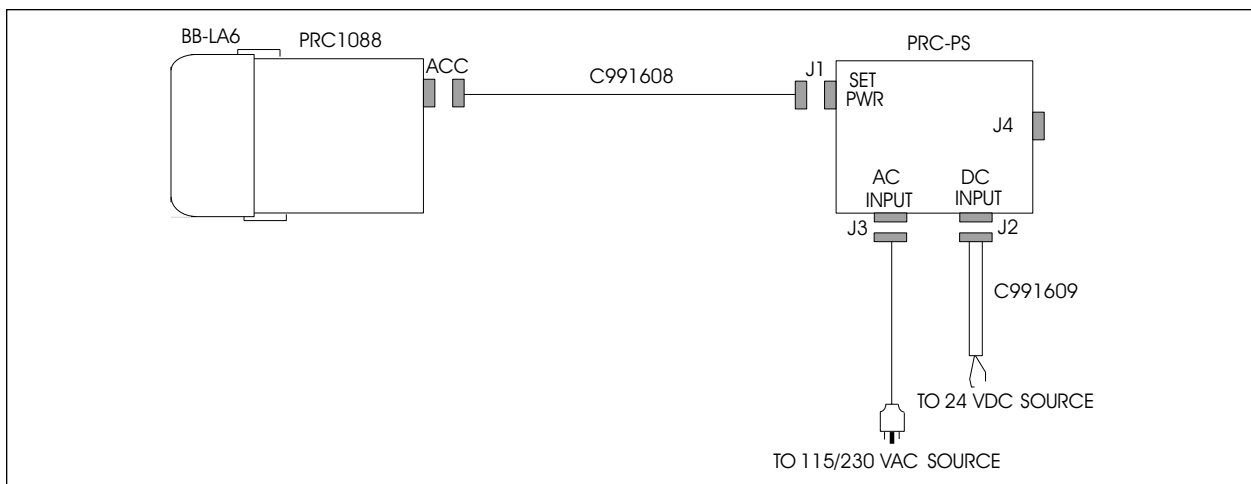 BB-LA6
PRC1088
ACC
C991608
J1
PRC-PS
SET
PWR
J4
AC
INPUT
DC
INPUT
J3
J2
C991609
TO 24 VDC SOURCE
TO 115/230 VAC SOURCE